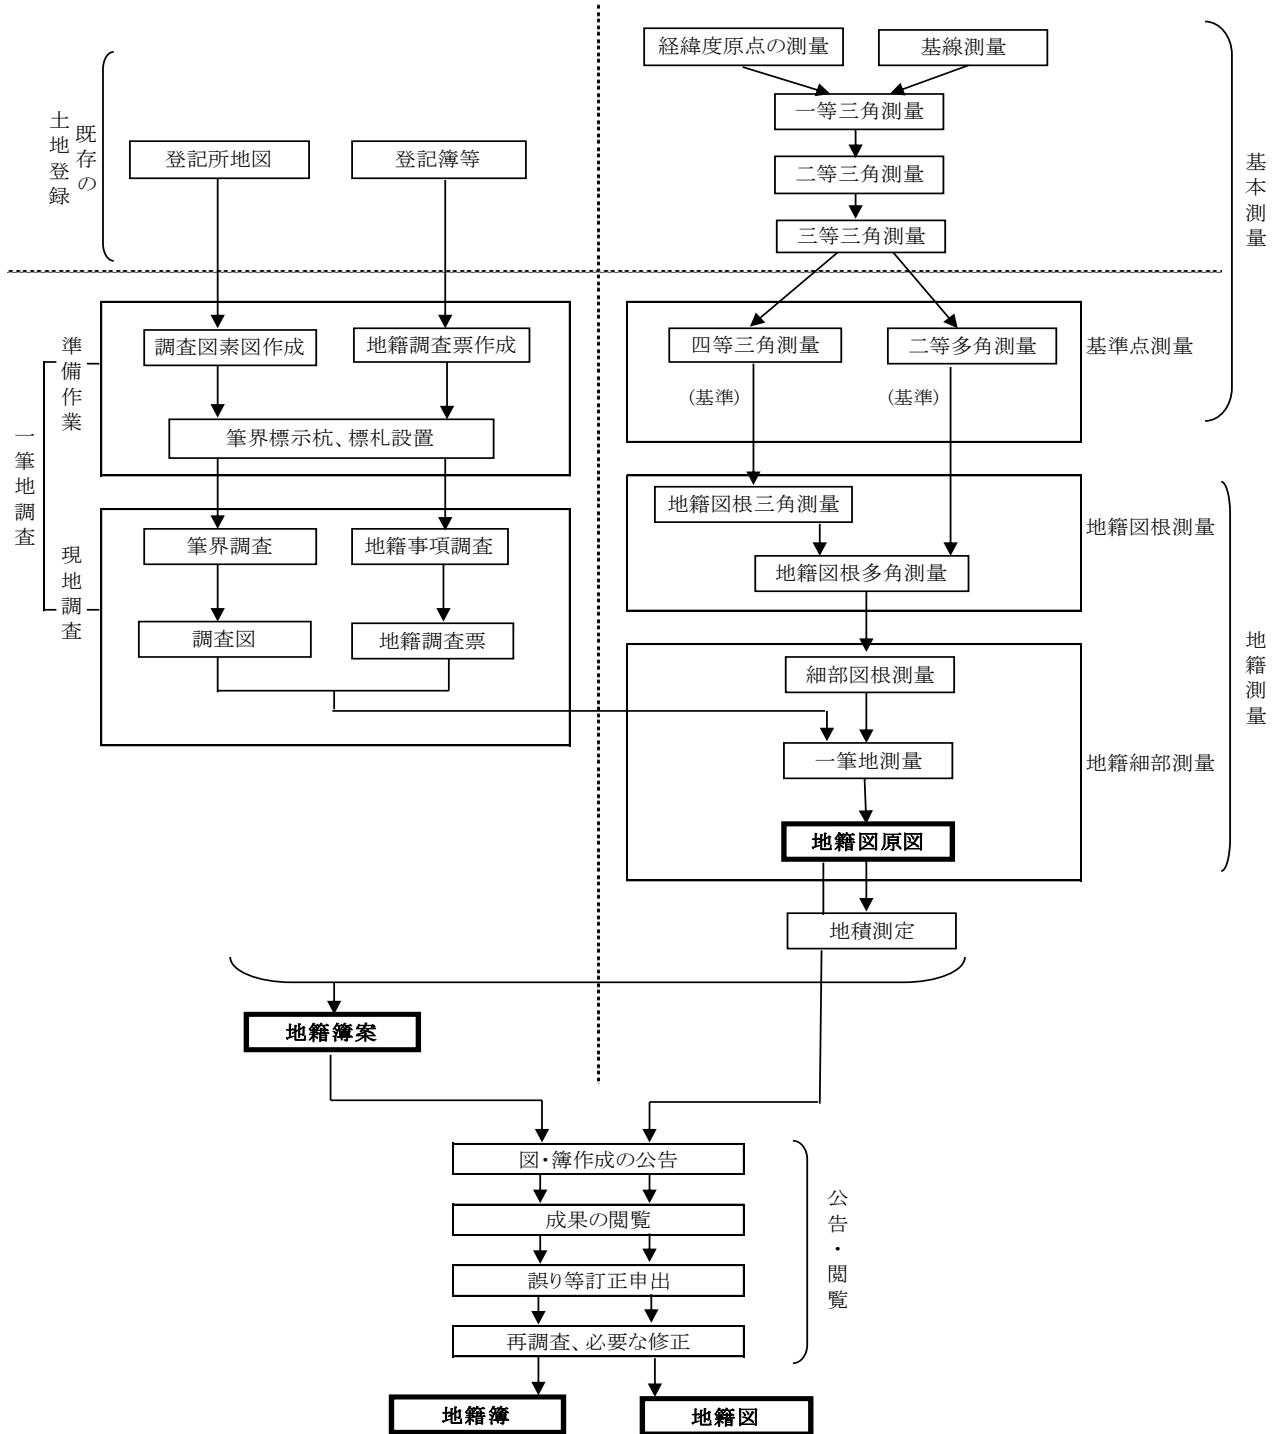 既存の
土地登録
登記所地図
登記簿等
経緯度原点の測量
基線測量
一等三角測量
二等三角測量
三等三角測量
基本測量
一筆地調査
準備作業
調査図素図作成
地籍調査票作成
筆界標示杭、標札設置
四等三角測量
二等多角測量
(基準)
(基準)
基準点測量
現地調査
筆界調査
地籍事項調査
調査図
地籍調査票
地籍図根三角測量
地籍図根多角測量
地籍図根測量
細部図根測量
一筆地測量
地籍図原図
地籍細部測量
地籍測量
地積測定
地籍簿案
図・簿作成の公告
成果の閲覧
誤り等訂正申出
再調査、必要な修正
公告・閲覧
地籍簿
地籍図